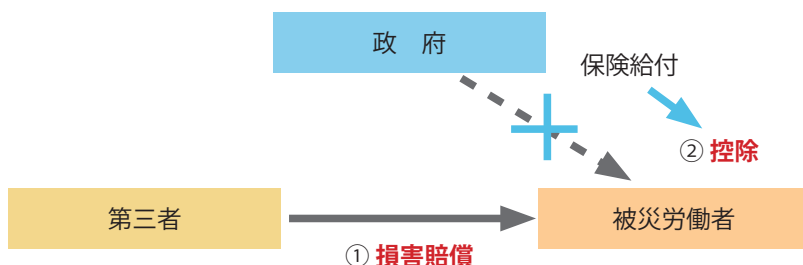 政　府
保険給付
② 控除
第三者
被災労働者
① 損害賠償